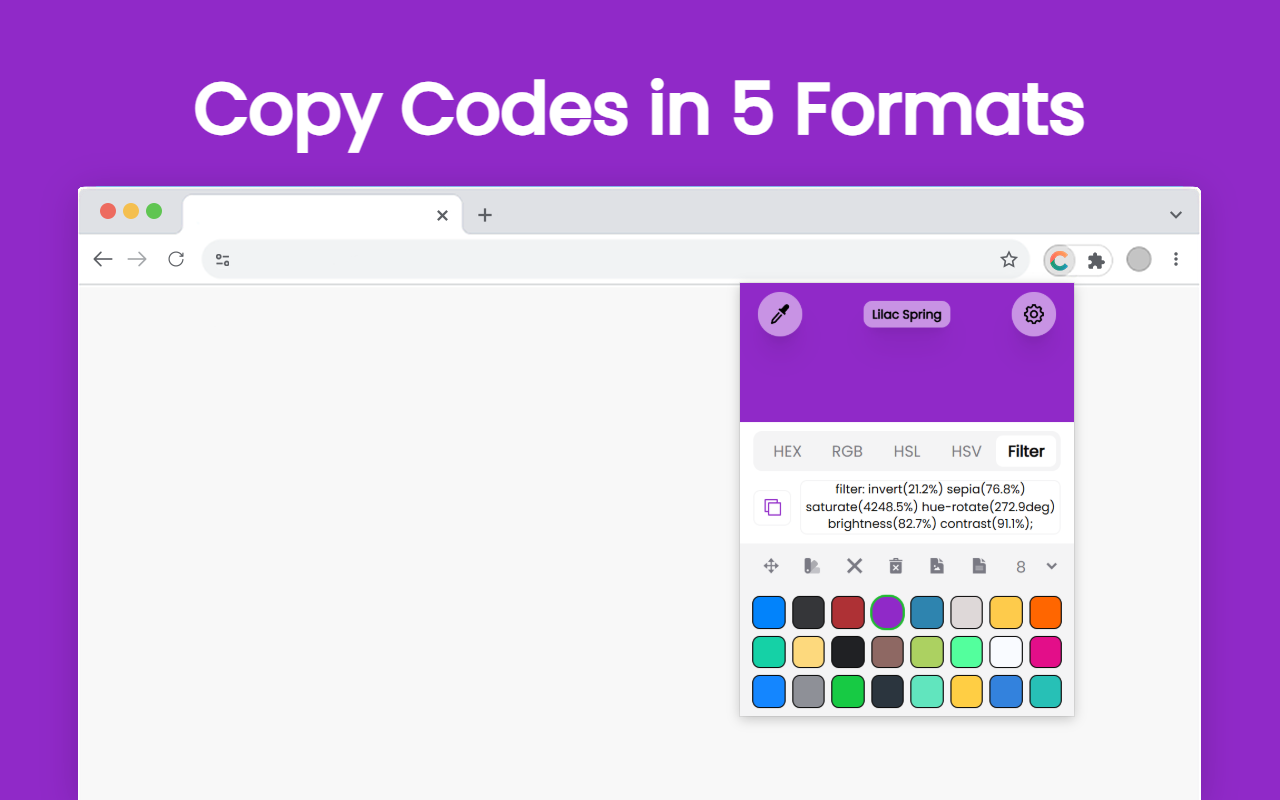 Copy Codes in 5 Formats
Lilac Spring
HEX RGB HSL HSV Filter
filter: invert(21.2%) sepia(76.8%)
saturate(4248.5%) hue-rotate(272.9deg)
brightness(82.7%) contrast(91.1%);
8